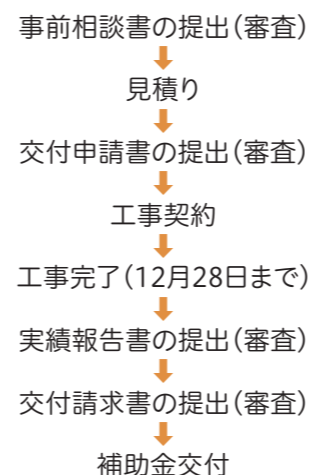 事前相談書の提出（審査）
見積り
交付申請書の提出（審査）
工事契約
工事完了（12月28日まで）
実績報告書の提出（審査）
交付請求書の提出（審査）
補助金交付